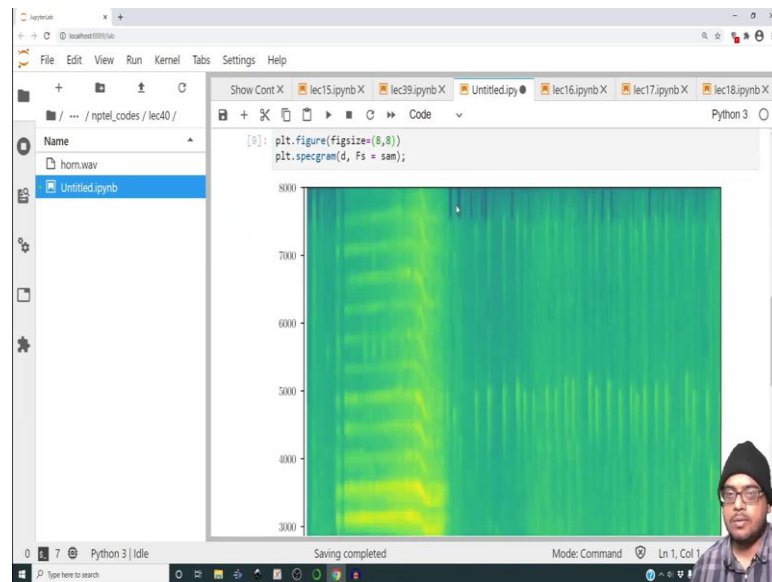 JupyterLab
localhost:8889/lab
File Edit View Run Kernel Tabs Settings Help
Show Cont lec15.ipynb lec39.ipynb Untitled.ipy lec16.ipynb lec17.ipynb lec18.ipynb
/ ··· / nptel_codes / lec40 /
Code
Python 3
Name
hom.wav
Untitled.ipynb
[9]: plt.figure(figsize=(8,8))
plt.specgram(d, Fs = sam);
8000
7000
6000
5000
4000
3000
0 7 Python 3 | Idle Saving completed Mode: Command Ln 1, Col 1
Type here to search